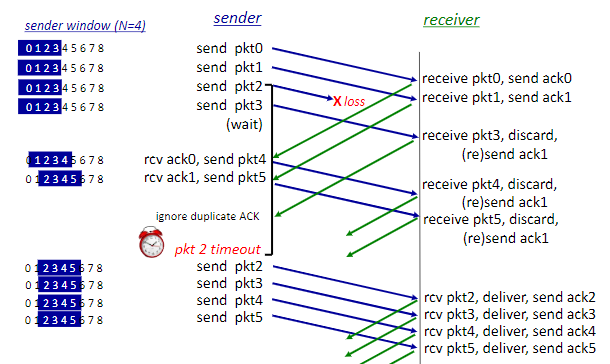 sender window (N=4)
sender
receiver
0 1 2 3 4 5 6 7 8
send pkt0
0 1 2 3 4 5 6 7 8
send pkt1
0 1 2 3 4 5 6 7 8
send pkt2
0 1 2 3 4 5 6 7 8
send pkt3
(wait)
X loss
receive pkt0, send ack0
receive pkt1, send ack1
receive pkt3, discard,
(re)send ack1
0 1 2 3 4 5 6 7 8
rcv ack0, send pkt4
0 1 2 3 4 5 6 7 8
rcv ack1, send pkt5
receive pkt4, discard,
(re)send ack1
receive pkt5, discard,
(re)send ack1
ignore duplicate ACK
pkt 2 timeout
0 1 2 3 4 5 6 7 8
send pkt2
0 1 2 3 4 5 6 7 8
send pkt3
0 1 2 3 4 5 6 7 8
send pkt4
0 1 2 3 4 5 6 7 8
send pkt5
rcv pkt2, deliver, send ack2
rcv pkt3, deliver, send ack3
rcv pkt4, deliver, send ack4
rcv pkt5, deliver, send ack5